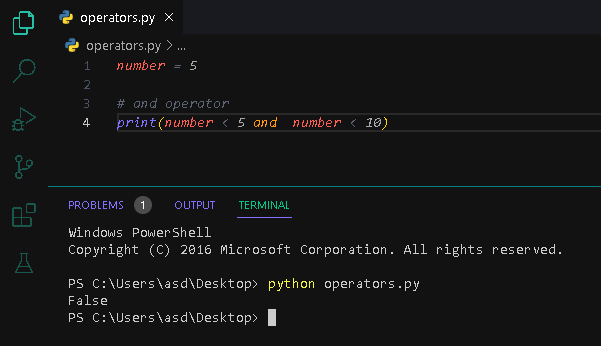 operators.py ×
operators.py > ...
1 number = 5
2
3 # and operator
4 print(number < 5 and  number < 10)
PROBLEMS 1 OUTPUT TERMINAL
Windows PowerShell
Copyright (C) 2016 Microsoft Corporation. All rights reserved.
PS C:\Users\asd\Desktop> python operators.py
False
PS C:\Users\asd\Desktop>